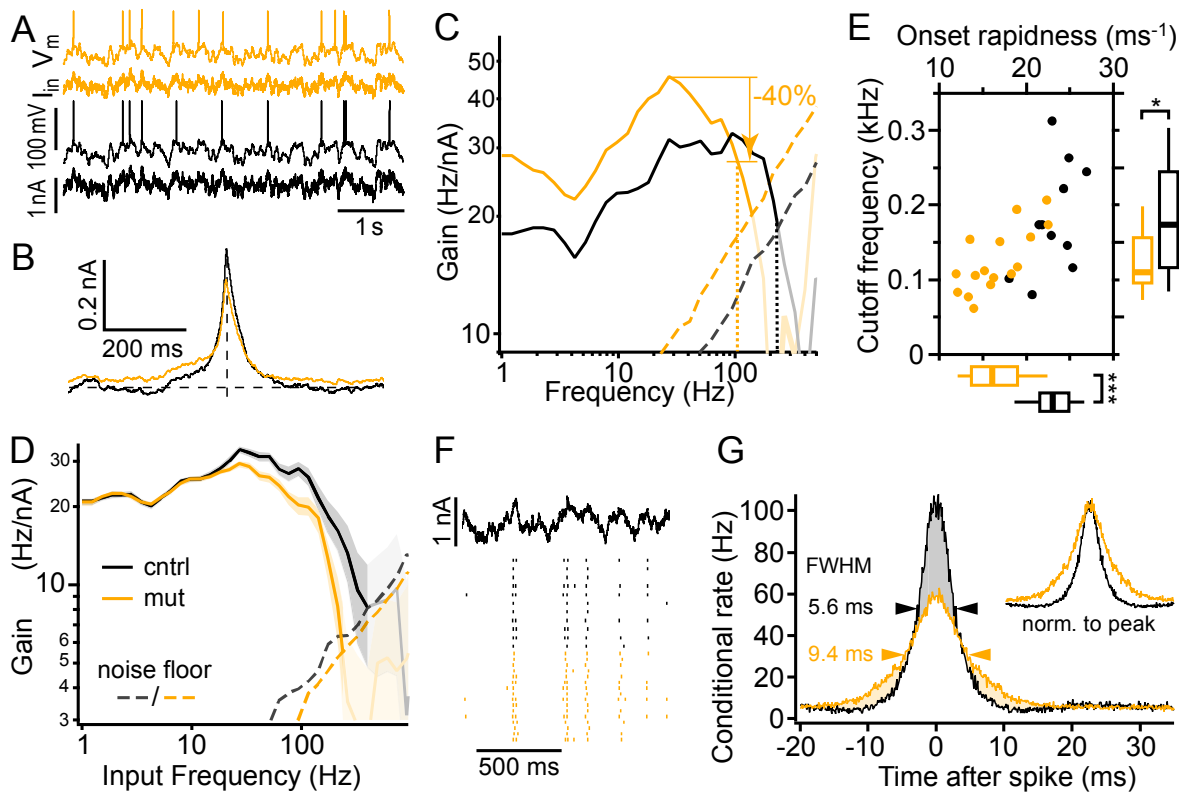 A
V m
I in
100 mV
1 nA
1 s
B
0.2 nA
200 ms
C
Gain (Hz/nA)
50
40
30
20
10
-40%
1
10
100
Frequency (Hz)
E
Onset rapidness (ms-1)
10
20
30
Cutoff frequency (kHz)
0.3
0.2
0.1
0
*
***
D
Gain (Hz/nA)
30
20
10
6
5
4
3
cntrl
mut
noise floor
/
1
10
100
Input Frequency (Hz)
F
1 nA
500 ms
G
Conditional rate (Hz)
100
80
60
40
20
0
FWHM
5.6 ms
9.4 ms
norm. to peak
-20
-10
0
10
20
30
Time after spike (ms)